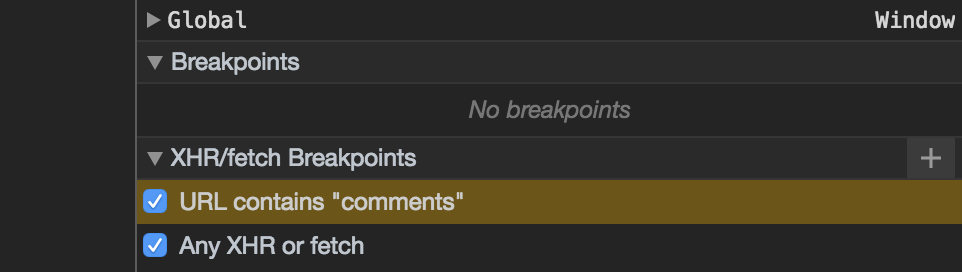 Global Window
Breakpoints
No breakpoints
XHR/fetch Breakpoints
URL contains "comments"
Any XHR or fetch